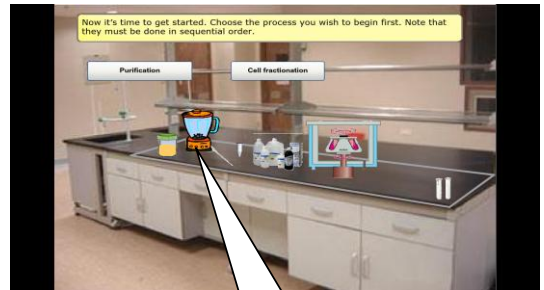 Now it's time to get started. Choose the process you wish to begin first. Note that
they must be done in sequential order.
Purification
Cell fractionation